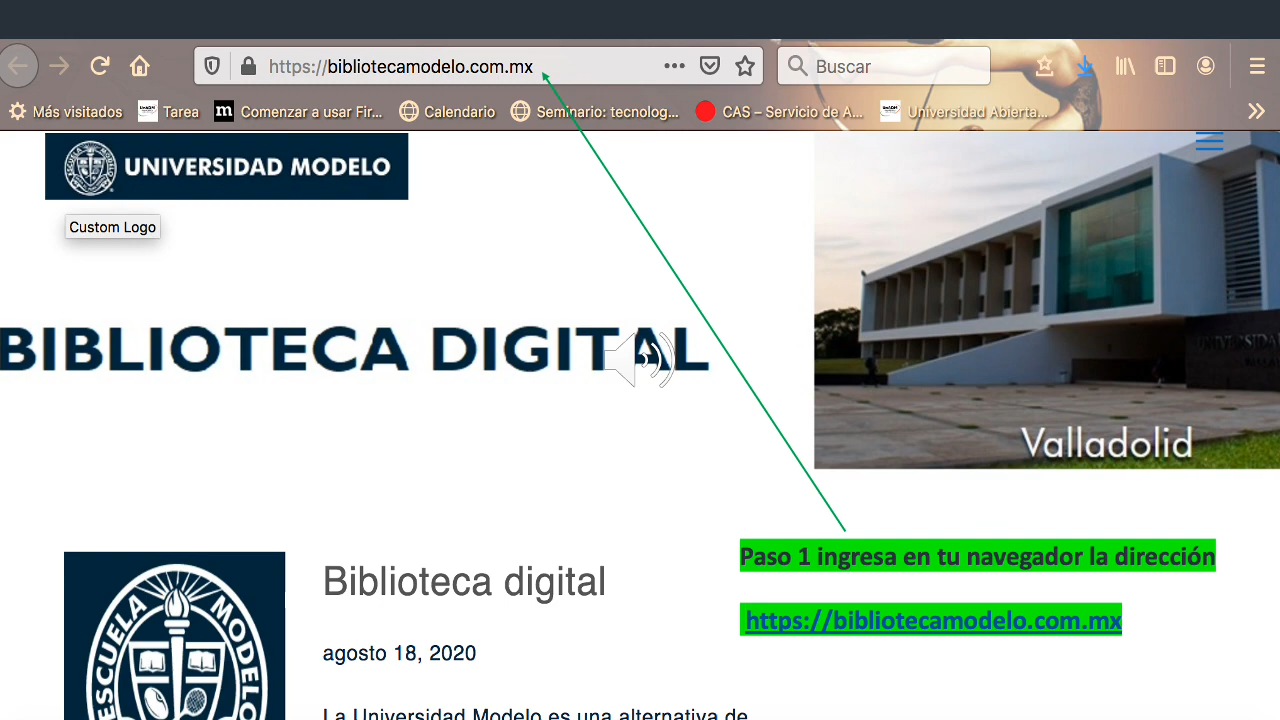 https://bibliotecamodelo.com.mx
Buscar
Más visitados
Tarea
m
Comenzar a usar Fir...
Calendario
Seminario: tecnolog...
CAS – Servicio de A...
Universidad Abierta...
UNIVERSIDAD MODELO
Custom Logo
BIBLIOTECA DIGITAL
Valladolid
Paso 1 ingresa en tu navegador la dirección
https://bibliotecamodelo.com.mx
ESCUELA MODELO
Biblioteca digital
agosto 18, 2020
La Universidad Modelo es una alternativa de